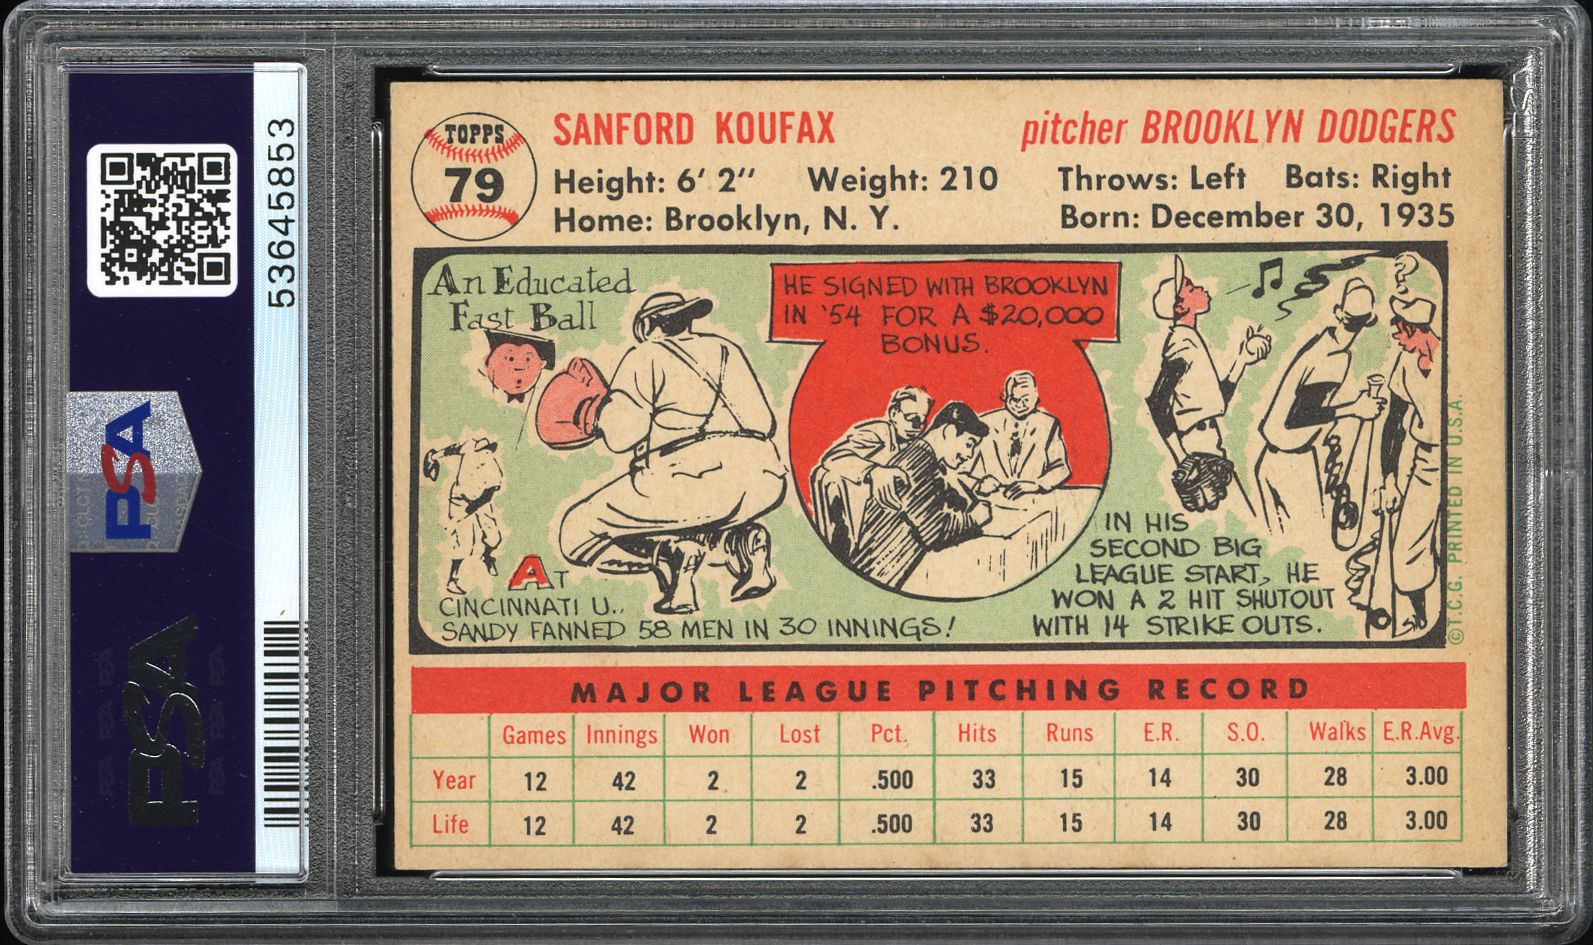 53645853
PSA
PSA
TOPPS
79
SANFORD KOUFAX
pitcher BROOKLYN DODGERS
Height: 6' 2" Weight: 210 Throws: Left Bats: Right
Home: Brooklyn, N. Y. Born: December 30, 1935
An Educated
Fast Ball
AT
CINCINNATI U..
SANDY FANNED 58 MEN IN 30 INNINGS!
HE SIGNED WITH BROOKLYN
IN '54 FOR A $20,000
BONUS.
IN HIS
SECOND BIG
LEAGUE START, HE
WON A 2 HIT SHUTOUT
WITH 14 STRIKE OUTS.
©T.C.G. PRINTED IN U.S.A.
MAJOR LEAGUE PITCHING RECORD
Games Innings Won Lost Pct. Hits Runs E.R. S.O. Walks E.R.Avg.
Year 12 42 2 2 .500 33 15 14 30 28 3.00
Life 12 42 2 2 .500 33 15 14 30 28 3.00